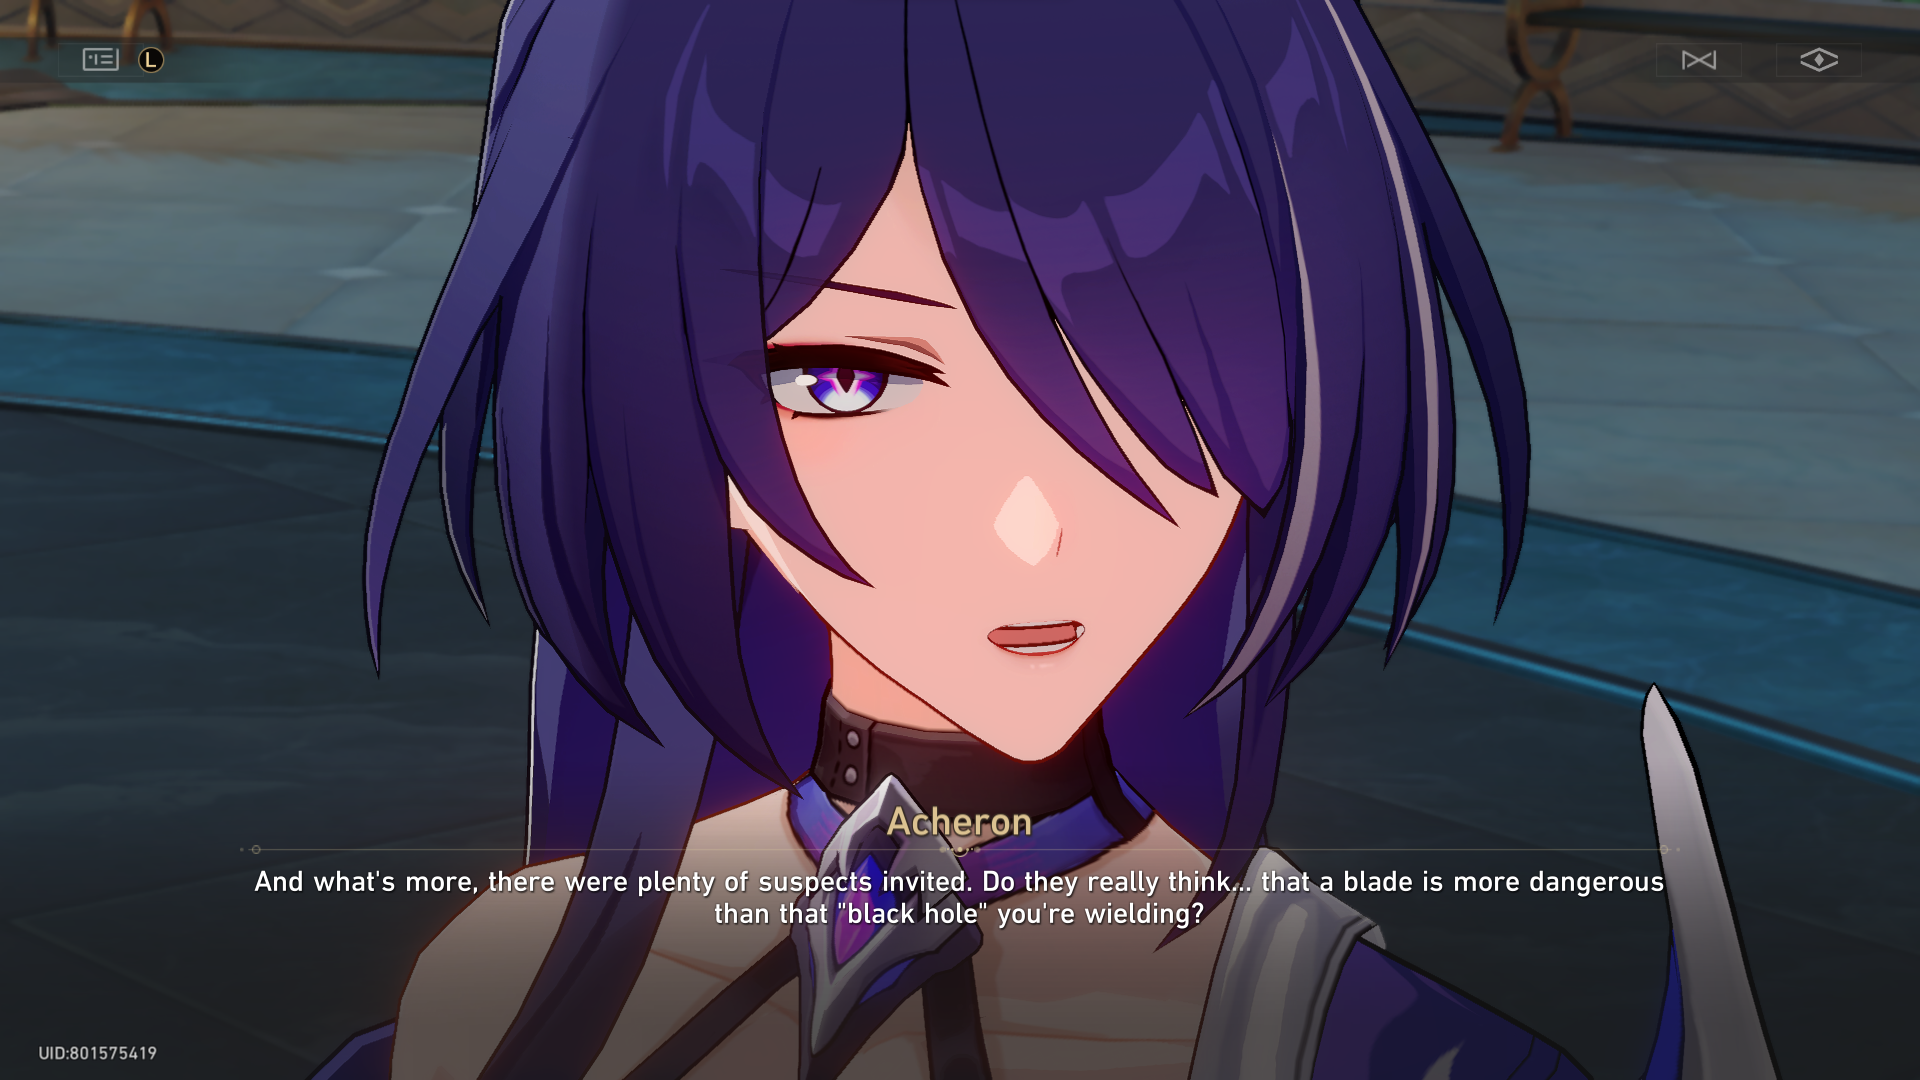 L
Acheron
And what's more, there were plenty of suspects invited. Do they really think... that a blade is more dangerous
than that "black hole" you're wielding?
UID:801575419